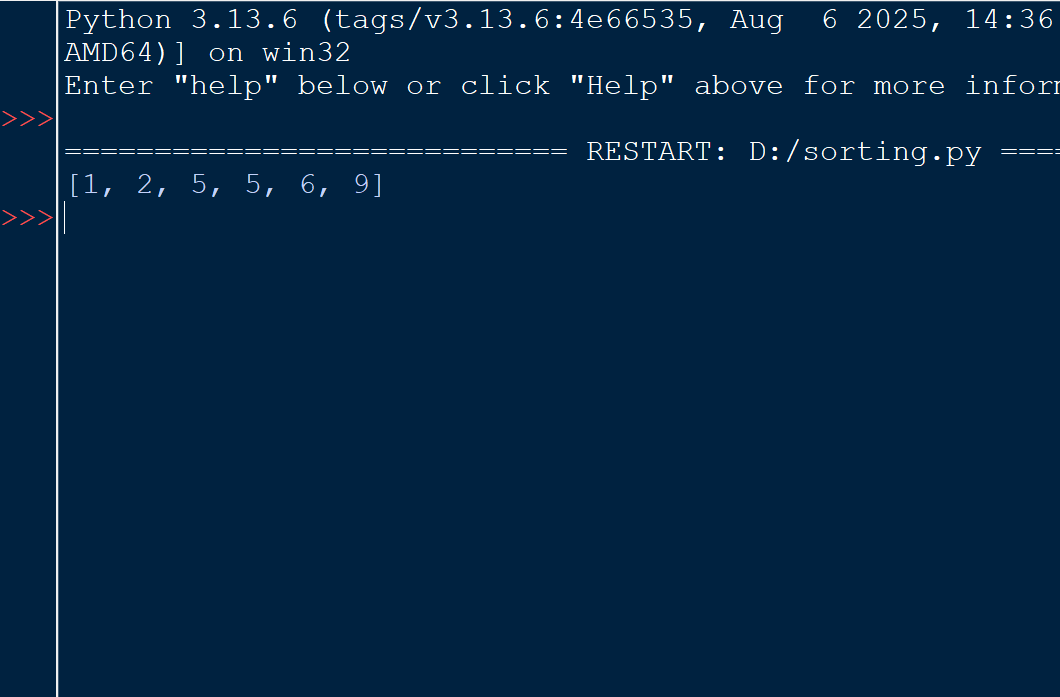 Python 3.13.6 (tags/v3.13.6:4e66535, Aug  6 2025, 14:36
AMD64)] on win32
Enter "help" below or click "Help" above for more
>>>
============================ RESTART: D:/sorting.py ====
[1, 2, 5, 5, 6, 9]
>>>